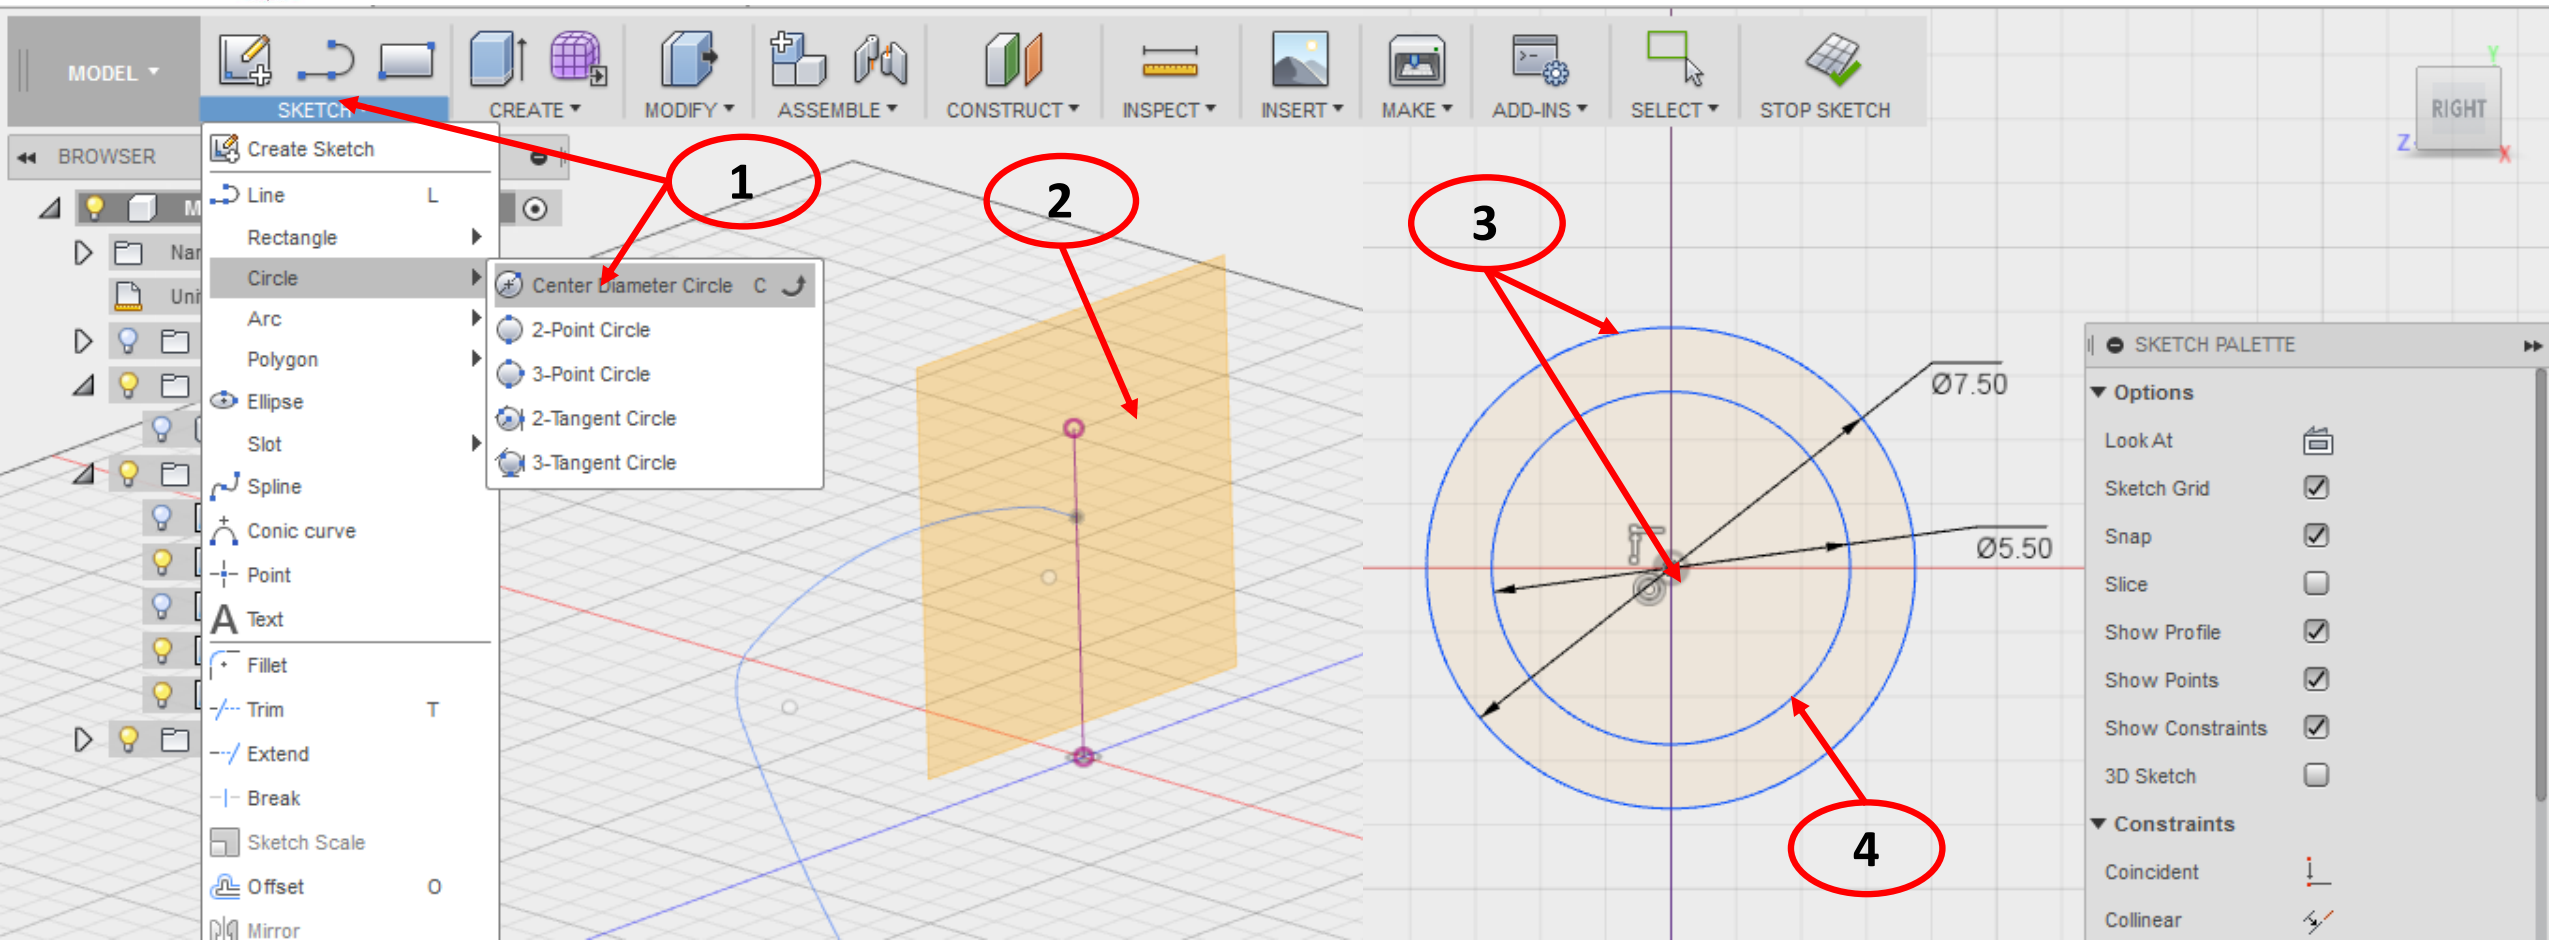 MODEL
SKETCH
CREATE
MODIFY
ASSEMBLE
CONSTRUCT
INSPECT
INSERT
MAKE
ADD-INS
SELECT
STOP SKETCH
BROWSER
M
Nar
Uni
Create Sketch
Line L
Rectangle
Circle
Arc
Polygon
Ellipse
Slot
Spline
Conic curve
Point
Text
Fillet
Trim T
Extend
Break
Sketch Scale
Offset O
Mirror
Center Diameter Circle C
2-Point Circle
3-Point Circle
2-Tangent Circle
3-Tangent Circle
1
2
3
4
Ø7.50
Ø5.50
Y
RIGHT
Z
X
SKETCH PALETTE
Options
Look At
Sketch Grid
Snap
Slice
Show Profile
Show Points
Show Constraints
3D Sketch
Constraints
Coincident
Collinear